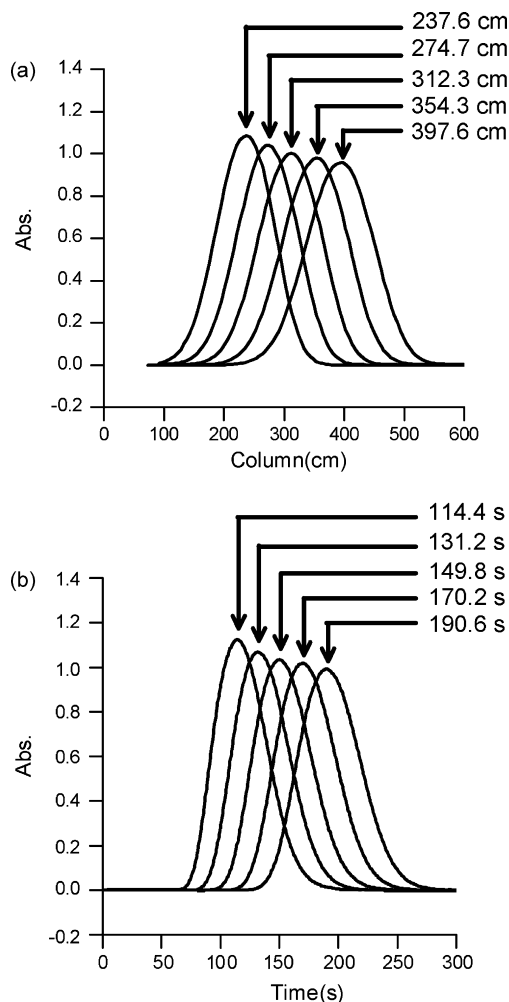 237.6 cm
274.7 cm
312.3 cm
354.3 cm
397.6 cm
(a)
1.4
1.2
1.0
0.8
0.6
0.4
0.2
0.0
-0.2
Abs.
0 100 200 300 400 500 600
Column(cm)
114.4 s
131.2 s
149.8 s
170.2 s
190.6 s
(b)
1.4
1.2
1.0
0.8
0.6
0.4
0.2
0.0
-0.2
Abs.
0 50 100 150 200 250 300
Time(s)